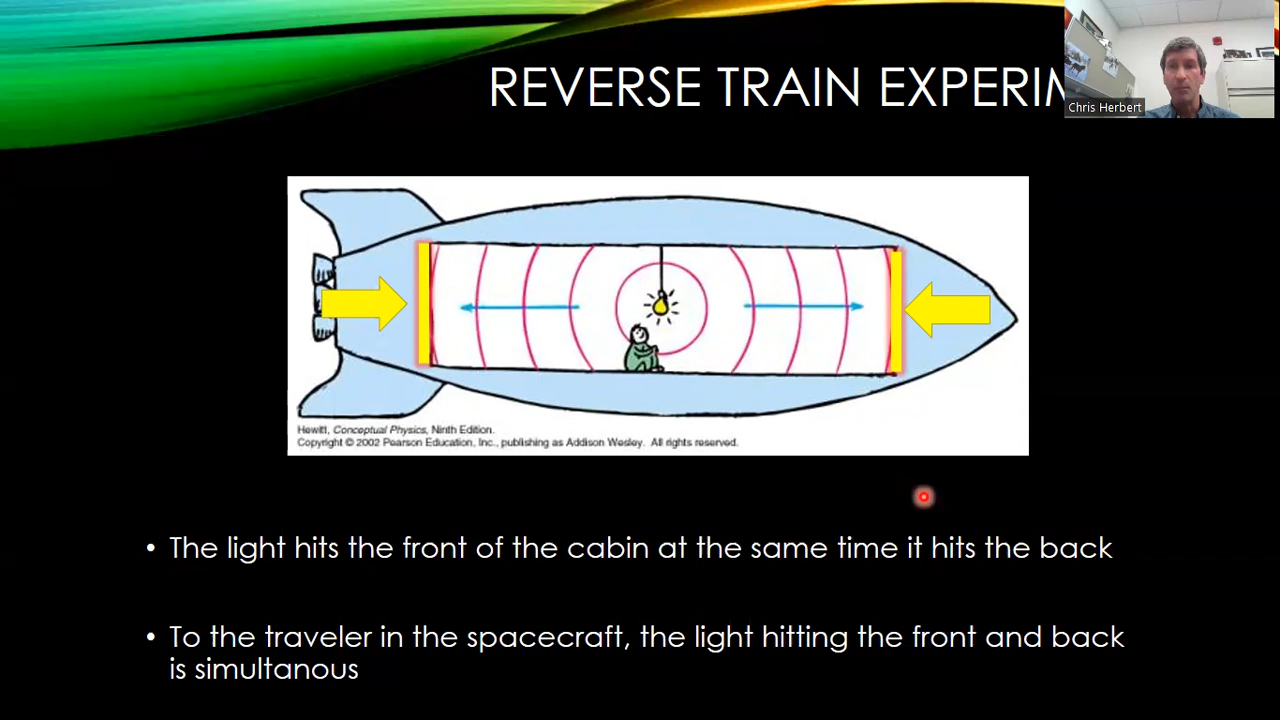 REVERSE TRAIN EXPERIM
Chris Herbert
Hewitt, Conceptual Physics, Ninth Edition.
Copyright © 2002 Pearson Education, Inc., publishing as Addison Wesley. All rights reserved.
• The light hits the front of the cabin at the same time it hits the back
• To the traveler in the spacecraft, the light hitting the front and back
is simultanous